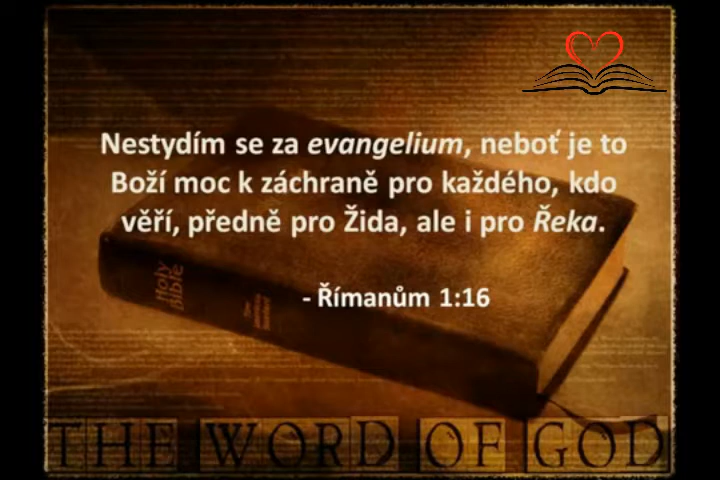 Nestydím se za evangelium, neboť je to
Boží moc k záchraně pro každého, kdo
věří, předně pro Žida, ale i pro Řeka.
- Římanům 1:16
Holy
Bible
THE WORD OF GOD